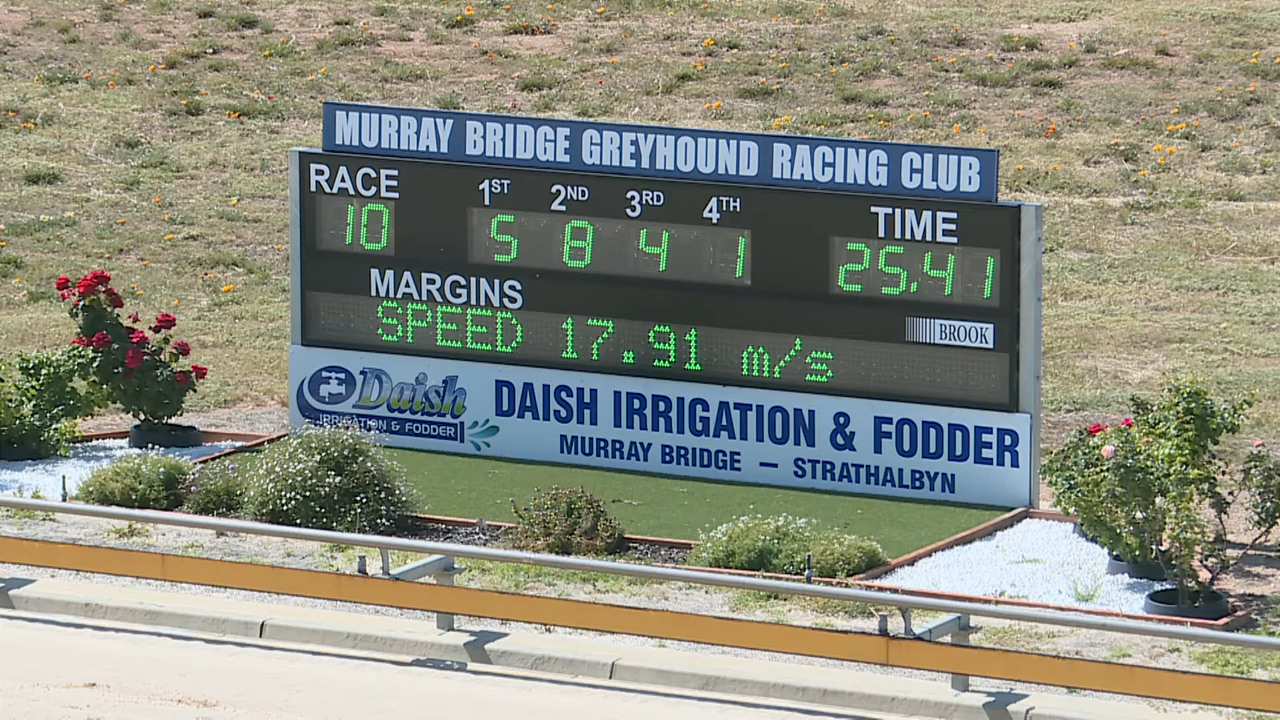 MURRAY BRIDGE GREYHOUND RACING CLUB
RACE 1ST 2ND 3RD 4TH TIME
10 5 8 4 1 25.41
MARGINS
SPEED 17.91 m/s
BROOK
Daish
IRRIGATION & FODDER
DAISH IRRIGATION & FODDER
MURRAY BRIDGE – STRATHALBYN